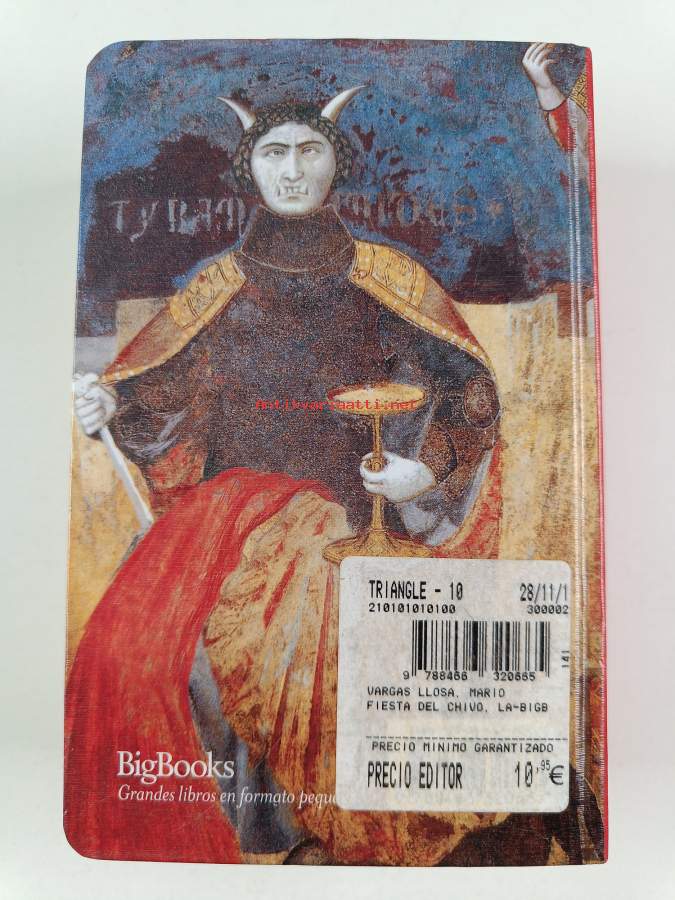 TYRAM
antikvariaatti.net
TRIANGLE - 10 28/11/1
210101010100 300002
141
9 788466 320665
VARGAS LLOSA, MARIO
FIESTA DEL CHIVO, LA-BIGB
PRECIO MINIMO GARANTIZADO
PRECIO EDITOR 10,95€
BigBooks
Grandes libros en formato peque